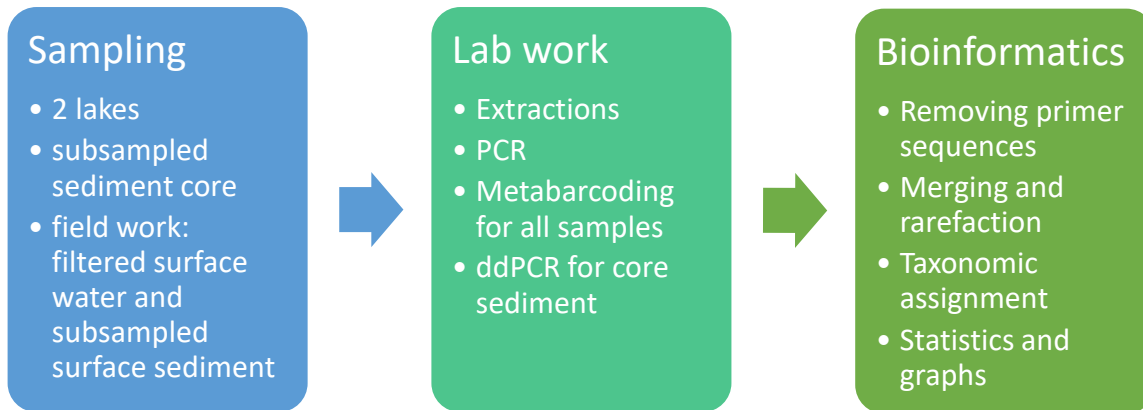 Sampling
• 2 lakes
• subsampled
sediment core
• field work:
filtered surface
water and
subsampled
surface sediment
Lab work
• Extractions
• PCR
• Metabarcoding
for all samples
• ddPCR for core
sediment
Bioinformatics
• Removing primer
sequences
• Merging and
rarefaction
• Taxonomic
assignment
• Statistics and
graphs